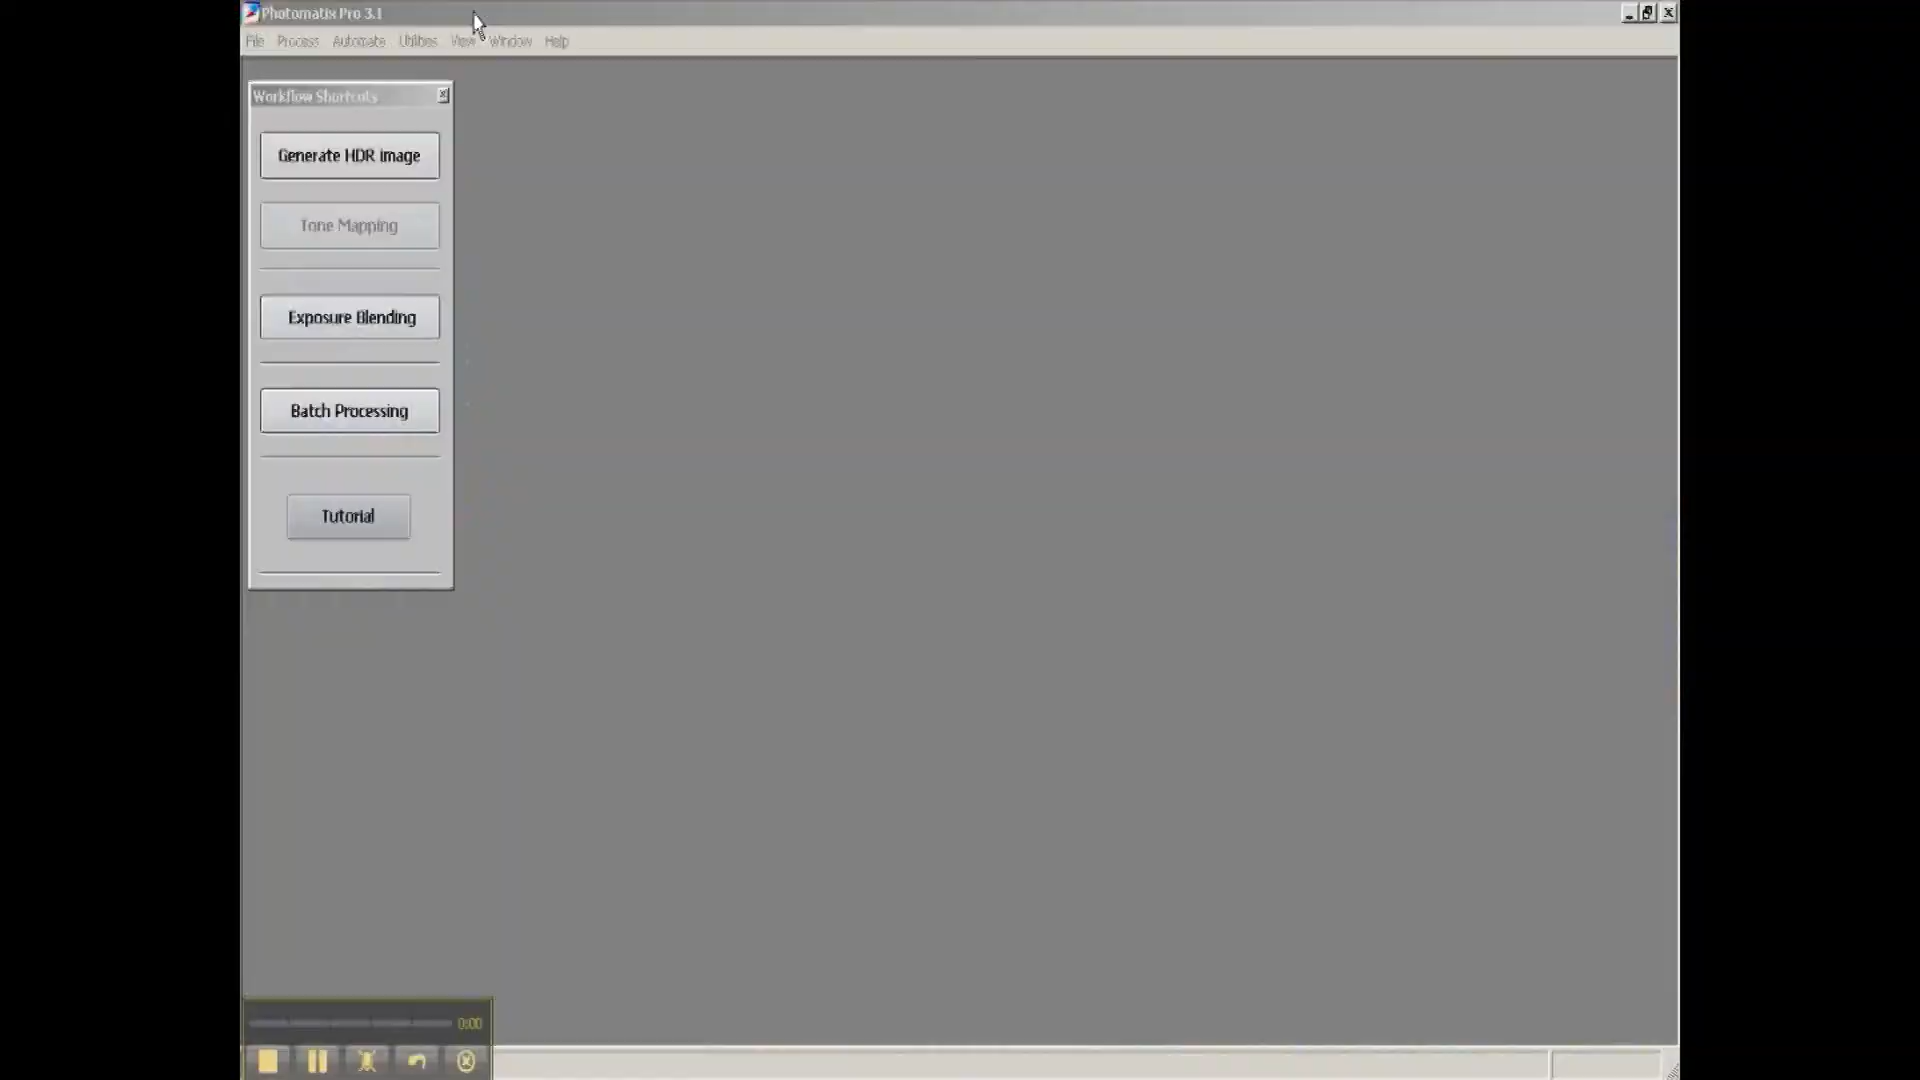 Photomatix Pro 3.1
File Process Automate Utilities View Window Help
Workflow Shortcuts
Generate HDR image
Tone Mapping
Exposure Blending
Batch Processing
Tutorial
0:00